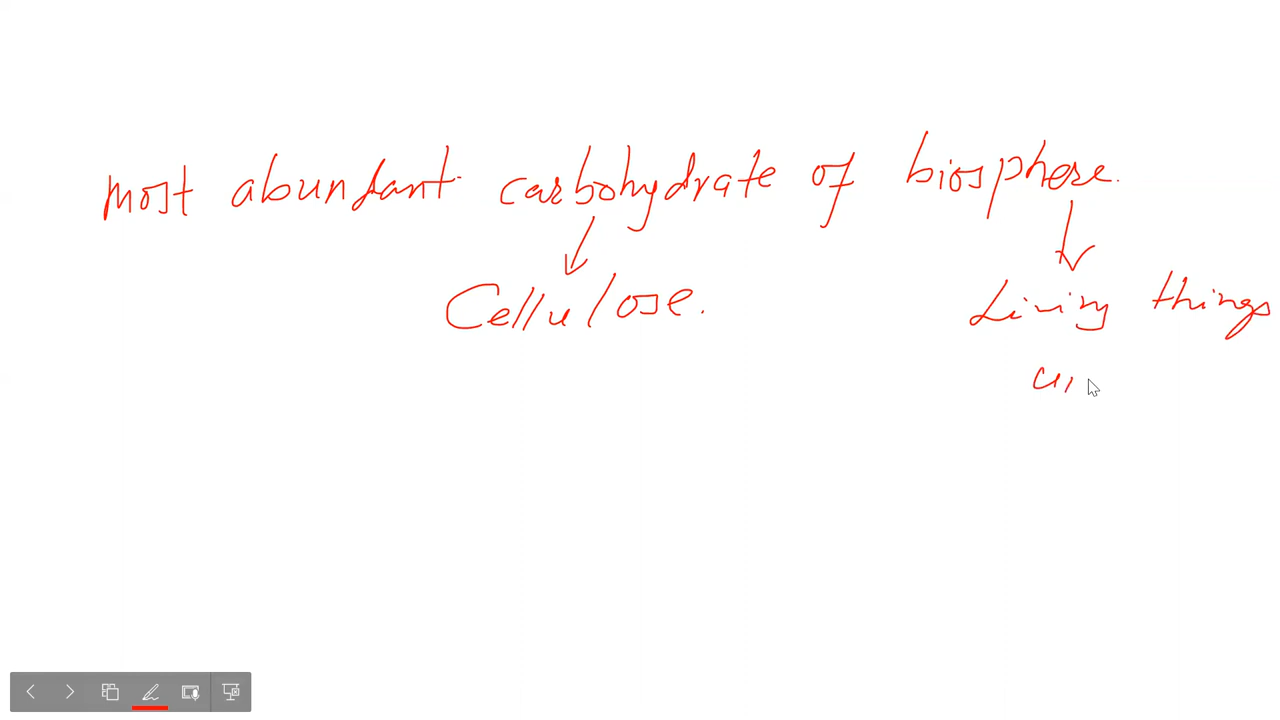 most abundant carbohydrate of biosphere.
Cellulose.
Living things